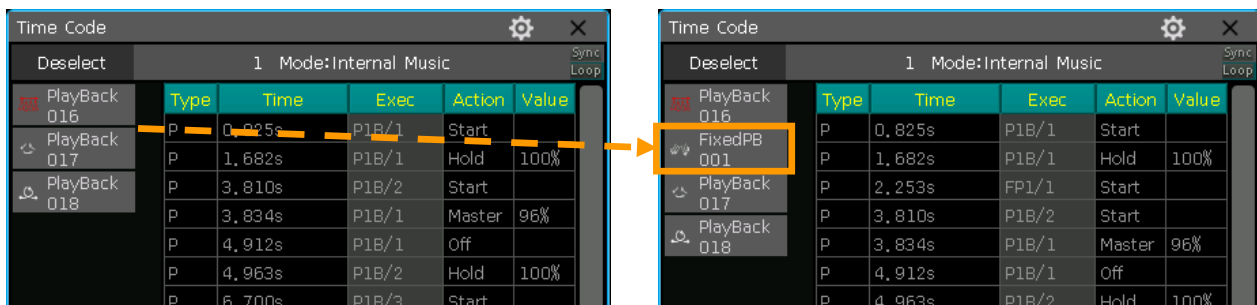 Time Code
Deselect 1 Mode:Internal Music Sync Loop
PlayBack 016
PlayBack 017
PlayBack 018
Type Time Exec Action Value
P 0.825s P1B/1 Start
P 1.682s P1B/1 Hold 100%
P 3.810s P1B/2 Start
P 3.834s P1B/1 Master 96%
P 4.912s P1B/1 Off
P 4.963s P1B/2 Hold 100%
P 6.700s P1B/3 Start
Time Code
Deselect 1 Mode:Internal Music Sync Loop
PlayBack 016
FixedPB 001
PlayBack 017
PlayBack 018
Type Time Exec Action Value
P 0.825s P1B/1 Start
P 1.682s P1B/1 Hold 100%
P 2.253s FP1/1 Start
P 3.810s P1B/2 Start
P 3.834s P1B/1 Master 96%
P 4.912s P1B/1 Off
P 4.963s P1B/2 Hold 100%